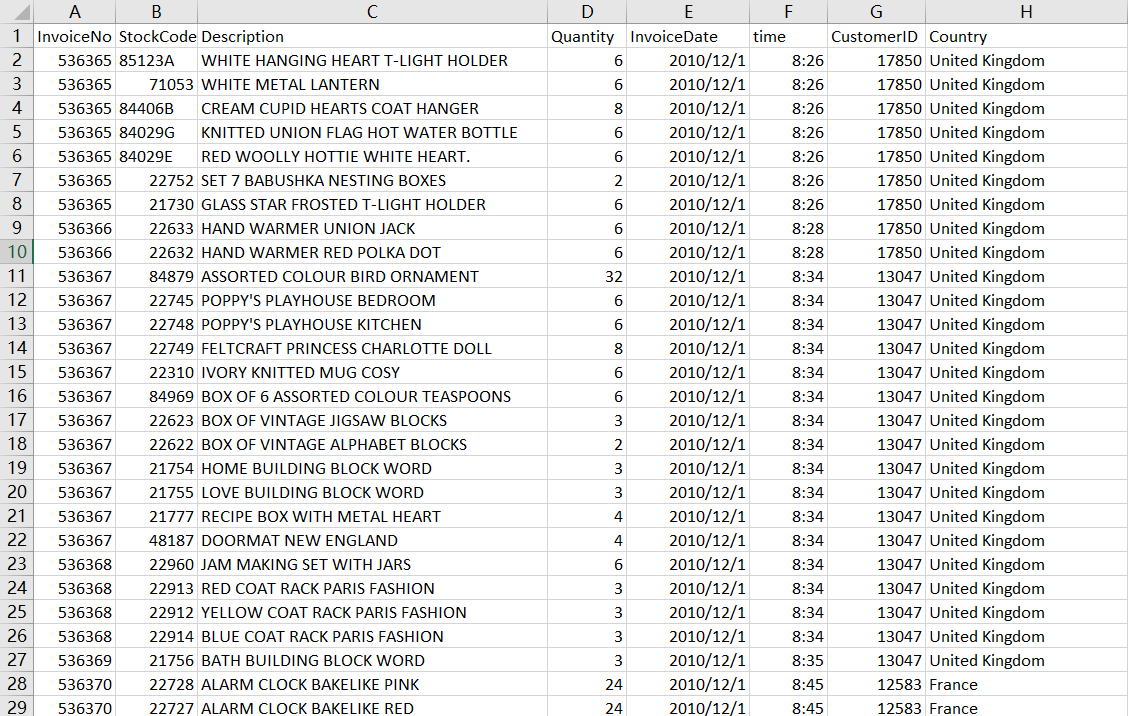 A B C D E F G H
1 InvoiceNo StockCode Description Quantity InvoiceDate time CustomerID Country
2 536365 85123A WHITE HANGING HEART T-LIGHT HOLDER 6 2010/12/1 8:26 17850 United Kingdom
3 536365 71053 WHITE METAL LANTERN 6 2010/12/1 8:26 17850 United Kingdom
4 536365 84406B CREAM CUPID HEARTS COAT HANGER 8 2010/12/1 8:26 17850 United Kingdom
5 536365 84029G KNITTED UNION FLAG HOT WATER BOTTLE 6 2010/12/1 8:26 17850 United Kingdom
6 536365 84029E RED WOOLLY HOTTIE WHITE HEART. 6 2010/12/1 8:26 17850 United Kingdom
7 536365 22752 SET 7 BABUSHKA NESTING BOXES 2 2010/12/1 8:26 17850 United Kingdom
8 536365 21730 GLASS STAR FROSTED T-LIGHT HOLDER 6 2010/12/1 8:26 17850 United Kingdom
9 536366 22633 HAND WARMER UNION JACK 6 2010/12/1 8:28 17850 United Kingdom
10 536366 22632 HAND WARMER RED POLKA DOT 6 2010/12/1 8:28 17850 United Kingdom
11 536367 84879 ASSORTED COLOUR BIRD ORNAMENT 32 2010/12/1 8:34 13047 United Kingdom
12 536367 22745 POPPY'S PLAYHOUSE BEDROOM 6 2010/12/1 8:34 13047 United Kingdom
13 536367 22748 POPPY'S PLAYHOUSE KITCHEN 6 2010/12/1 8:34 13047 United Kingdom
14 536367 22749 FELTCRAFT PRINCESS CHARLOTTE DOLL 8 2010/12/1 8:34 13047 United Kingdom
15 536367 22310 IVORY KNITTED MUG COSY 6 2010/12/1 8:34 13047 United Kingdom
16 536367 84969 BOX OF 6 ASSORTED COLOUR TEASPOONS 6 2010/12/1 8:34 13047 United Kingdom
17 536367 22623 BOX OF VINTAGE JIGSAW BLOCKS 3 2010/12/1 8:34 13047 United Kingdom
18 536367 22622 BOX OF VINTAGE ALPHABET BLOCKS 2 2010/12/1 8:34 13047 United Kingdom
19 536367 21754 HOME BUILDING BLOCK WORD 3 2010/12/1 8:34 13047 United Kingdom
20 536367 21755 LOVE BUILDING BLOCK WORD 3 2010/12/1 8:34 13047 United Kingdom
21 536367 21777 RECIPE BOX WITH METAL HEART 4 2010/12/1 8:34 13047 United Kingdom
22 536367 48187 DOORMAT NEW ENGLAND 4 2010/12/1 8:34 13047 United Kingdom
23 536368 22960 JAM MAKING SET WITH JARS 6 2010/12/1 8:34 13047 United Kingdom
24 536368 22913 RED COAT RACK PARIS FASHION 3 2010/12/1 8:34 13047 United Kingdom
25 536368 22912 YELLOW COAT RACK PARIS FASHION 3 2010/12/1 8:34 13047 United Kingdom
26 536368 22914 BLUE COAT RACK PARIS FASHION 3 2010/12/1 8:34 13047 United Kingdom
27 536369 21756 BATH BUILDING BLOCK WORD 3 2010/12/1 8:35 13047 United Kingdom
28 536370 22728 ALARM CLOCK BAKELIKE PINK 24 2010/12/1 8:45 12583 France
29 536370 22727 ALARM CLOCK BAKELIKE RED 24 2010/12/1 8:45 12583 France